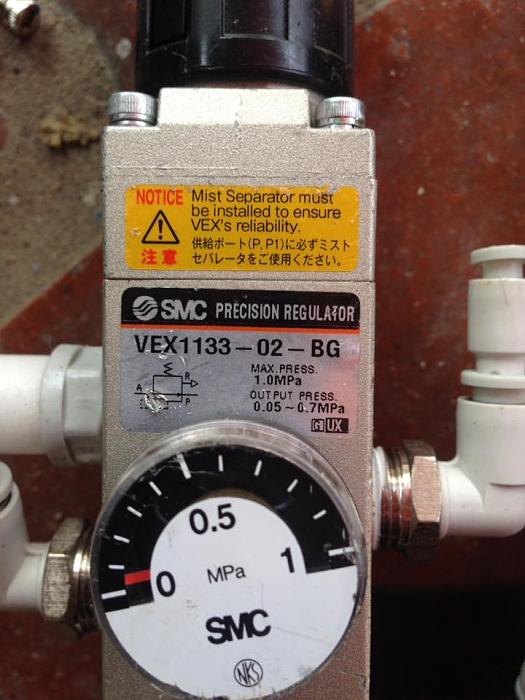 NOTICE
注意
Mist Separator must
be installed to ensure
VEX's reliability.
供給ポート(P, P1)に必ずミスト
セパレータをご使用ください。
SMC PRECISION REGULATOR
VEX1133-02-BG
MAX.PRESS.
1.0MPa
OUTPUT PRESS.
0.05~0.7MPa
UX
R
A
P
0.5
0 MPa 1
SMC
NKS